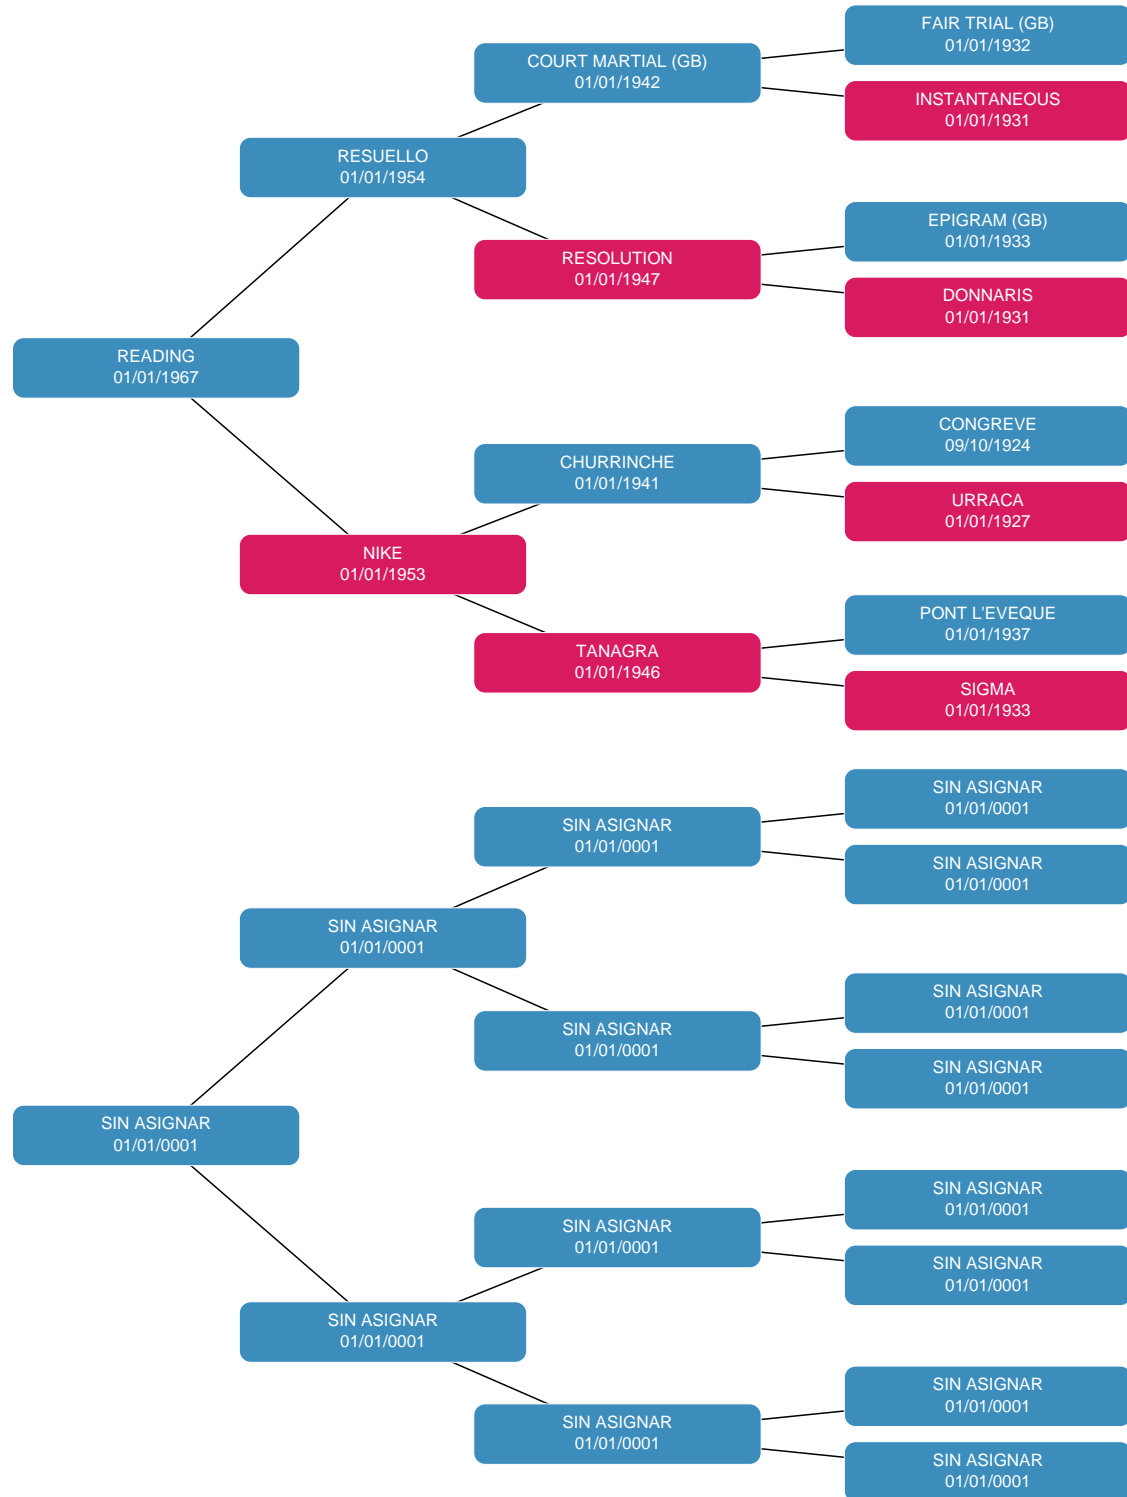 FAIR TRIAL (GB)
01/01/1932
COURT MARTIAL (GB)
01/01/1942
INSTANTANEOUS
01/01/1931
RESUELLO
01/01/1954
EPIGRAM (GB)
01/01/1933
RESOLUTION
01/01/1947
DONNARIS
01/01/1931
READING
01/01/1967
CONGREVE
09/10/1924
CHURRINCHE
01/01/1941
URRACA
01/01/1927
NIKE
01/01/1953
PONT L'EVEQUE
01/01/1937
TANAGRA
01/01/1946
SIGMA
01/01/1933
SIN ASIGNAR
01/01/0001
SIN ASIGNAR
01/01/0001
SIN ASIGNAR
01/01/0001
SIN ASIGNAR
01/01/0001
SIN ASIGNAR
01/01/0001
SIN ASIGNAR
01/01/0001
SIN ASIGNAR
01/01/0001
SIN ASIGNAR
01/01/0001
SIN ASIGNAR
01/01/0001
SIN ASIGNAR
01/01/0001
SIN ASIGNAR
01/01/0001
SIN ASIGNAR
01/01/0001
SIN ASIGNAR
01/01/0001
SIN ASIGNAR
01/01/0001
SIN ASIGNAR
01/01/0001